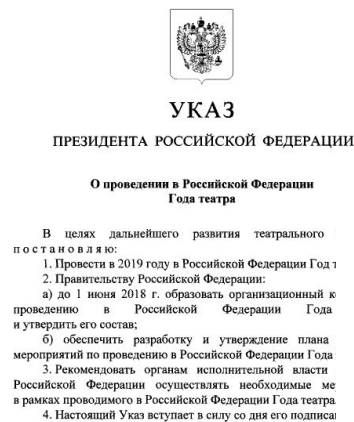 УКАЗ
ПРЕЗИДЕНТА РОССИЙСКОЙ ФЕДЕРАЦИИ
О проведении в Российской Федерации
Года театра
В целях дальнейшего развития театрального
постановляю:
1. Провести в 2019 году в Российской Федерации Год т
2. Правительству Российской Федерации:
а) до 1 июня 2018 г. образовать организационный к
проведению в Российской Федерации Года
и утвердить его состав;
б) обеспечить разработку и утверждение плана
мероприятий по проведению в Российской Федерации Года
3. Рекомендовать органам исполнительной власти
Российской Федерации осуществлять необходимые ме
в рамках проводимого в Российской Федерации Года театра
4. Настоящий Указ вступает в силу со дня его подписа